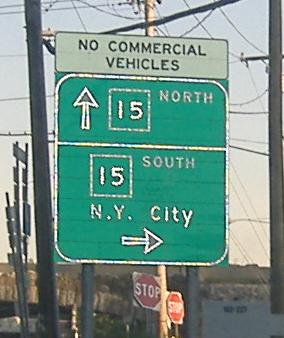 NO COMMERCIAL
VEHICLES
15 NORTH
15 SOUTH
N.Y. City
STOP
STOP